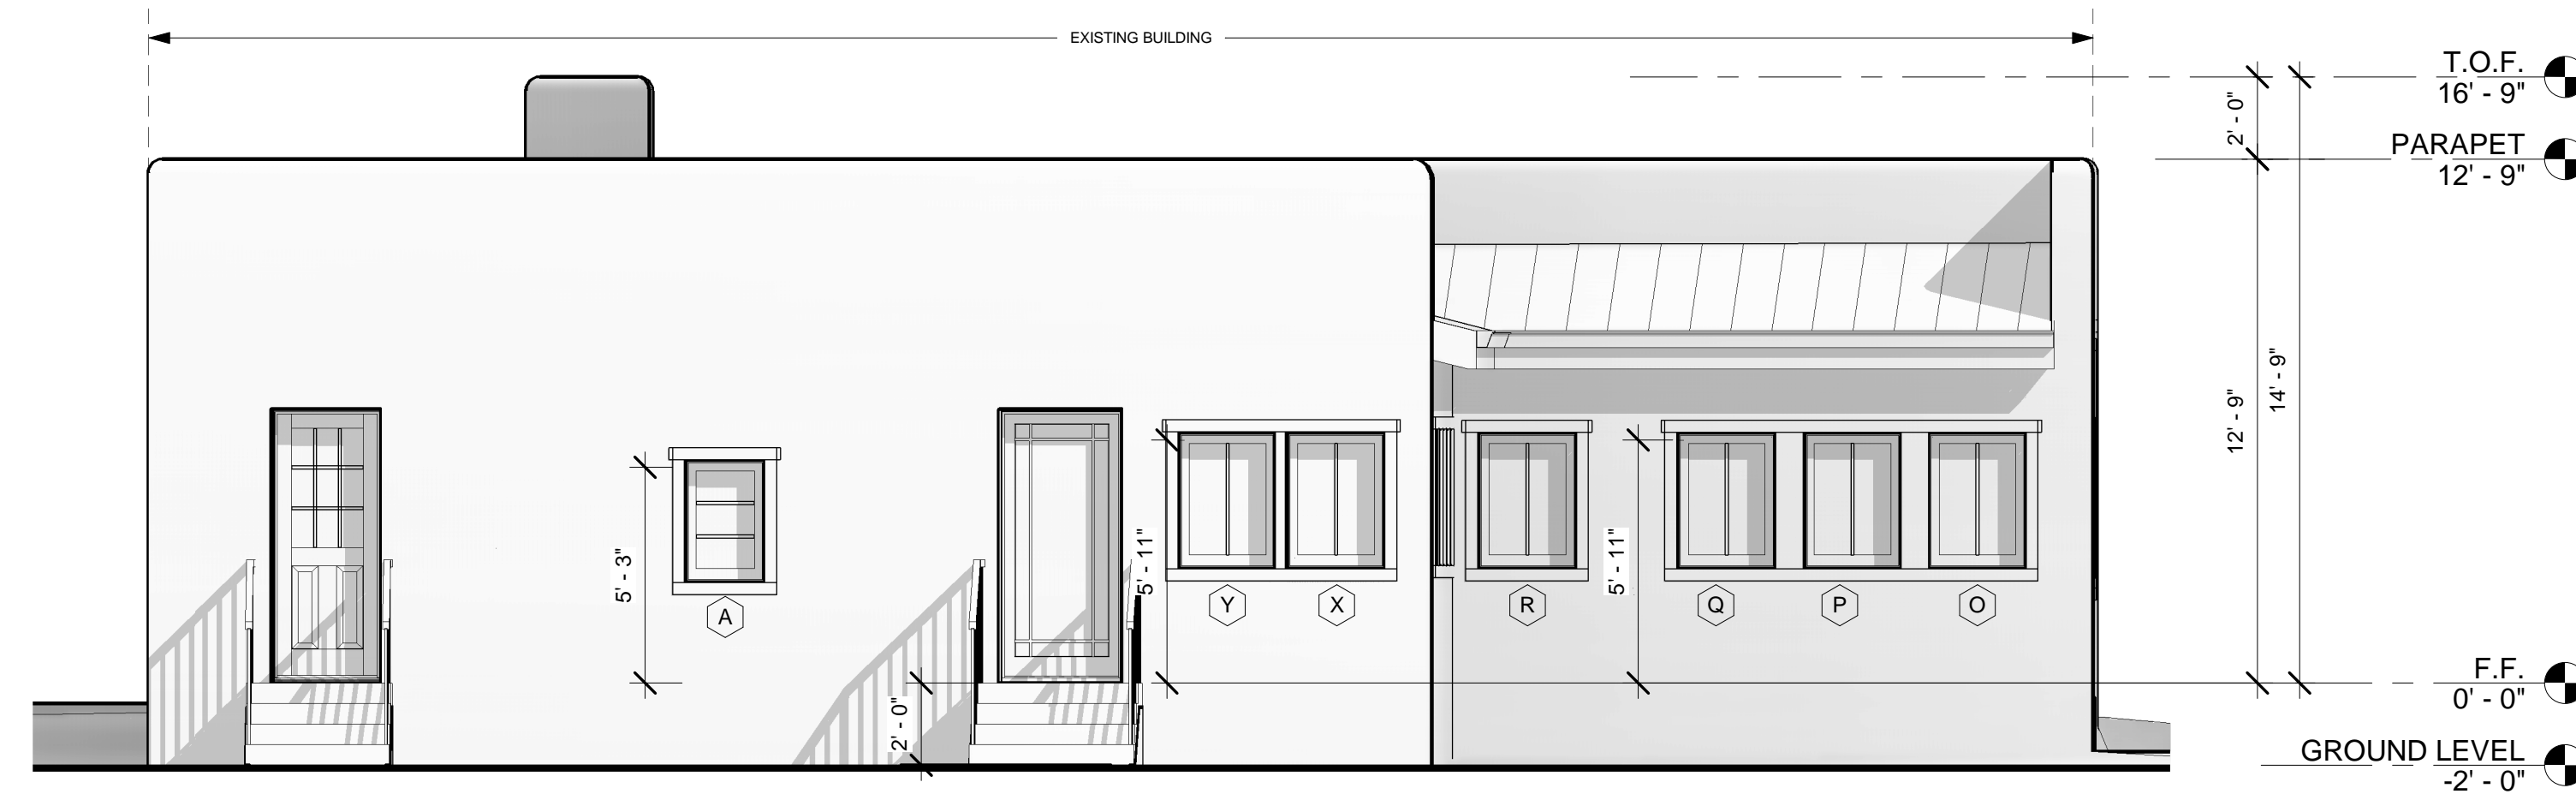 EXISTING BUILDING
T.O.F.
16' - 9"
2' - 0"
PARAPET
12' - 9"
12' - 9"
14' - 9"
5' - 3"
5' - 11"
5' - 11"
A
Y
X
R
Q
P
O
2' - 0"
F.F.
0' - 0"
GROUND LEVEL
-2' - 0"